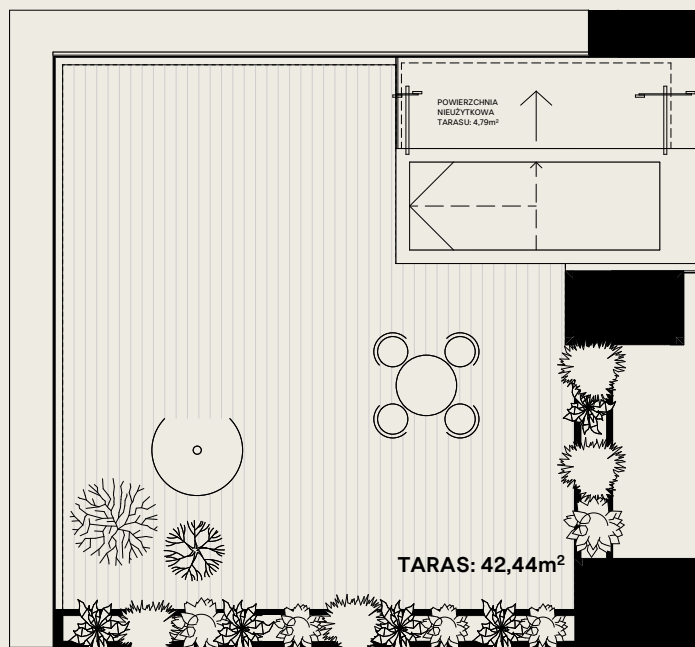 POWIERZCHNIA
NIEUŻYTKOWA
TARASU: 4,79m²
TARAS: 42,44m²